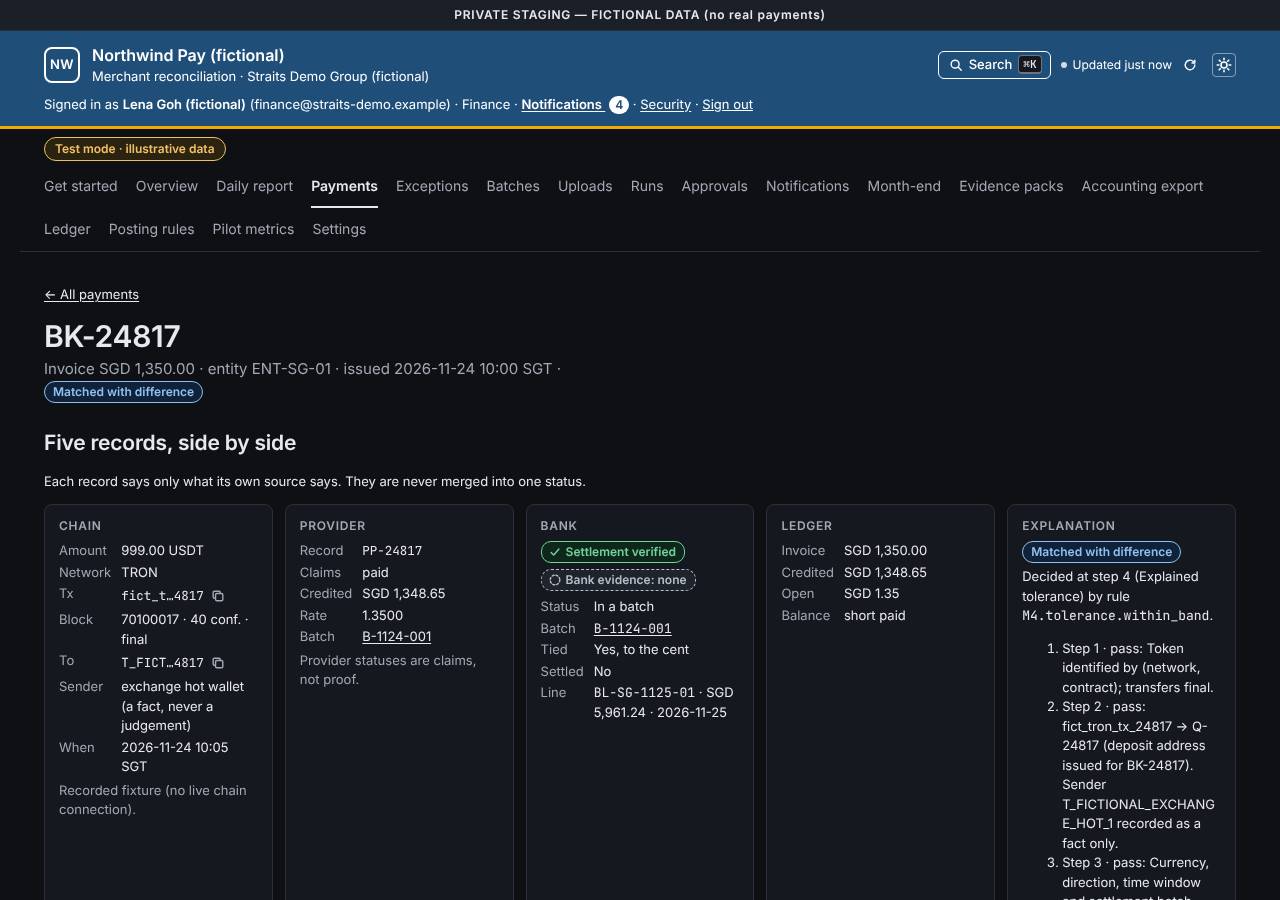 PRIVATE STAGING — FICTIONAL DATA (no real payments)
NW
Northwind Pay (fictional)
Merchant reconciliation · Straits Demo Group (fictional)
Search ⌘K
Updated just now
Signed in as Lena Goh (fictional) (finance@straits-demo.example) · Finance · Notifications 4 · Security · Sign out
Test mode · illustrative data
Get started Overview Daily report Payments Exceptions Batches Uploads Runs Approvals Notifications Month-end Evidence packs Accounting export
Ledger Posting rules Pilot metrics Settings
← All payments
BK-24817
Invoice SGD 1,350.00 · entity ENT-SG-01 · issued 2026-11-24 10:00 SGT ·
Matched with difference
Five records, side by side
Each record says only what its own source says. They are never merged into one status.
CHAIN
Amount 999.00 USDT
Network TRON
Tx fict_t…4817
Block 70100017 · 40 conf. ·
final
To T_FICT…4817
Sender exchange hot wallet
(a fact, never a
judgement)
When 2026-11-24 10:05
SGT
Recorded fixture (no live chain
connection).
PROVIDER
Record PP-24817
Claims paid
Credited SGD 1,348.65
Rate 1.3500
Batch B-1124-001
Provider statuses are claims,
not proof.
BANK
Settlement verified
Bank evidence: none
Status In a batch
Batch B-1124-001
Tied Yes, to the cent
Settled No
Line BL-SG-1125-01 · SGD
5,961.24 · 2026-11-25
LEDGER
Invoice SGD 1,350.00
Credited SGD 1,348.65
Open SGD 1.35
Balance short paid
EXPLANATION
Matched with difference
Decided at step 4 (Explained
tolerance) by rule
M4.tolerance.within_band.
1. Step 1 · pass: Token
identified by (network,
contract); transfers final.
2. Step 2 · pass:
fict_tron_tx_24817 → Q-
24817 (deposit address
issued for BK-24817).
Sender
T_FICTIONAL_EXCHANG
E_HOT_1 recorded as a
fact only.
3. Step 3 · pass: Currency,
direction, time window
and settlement batch